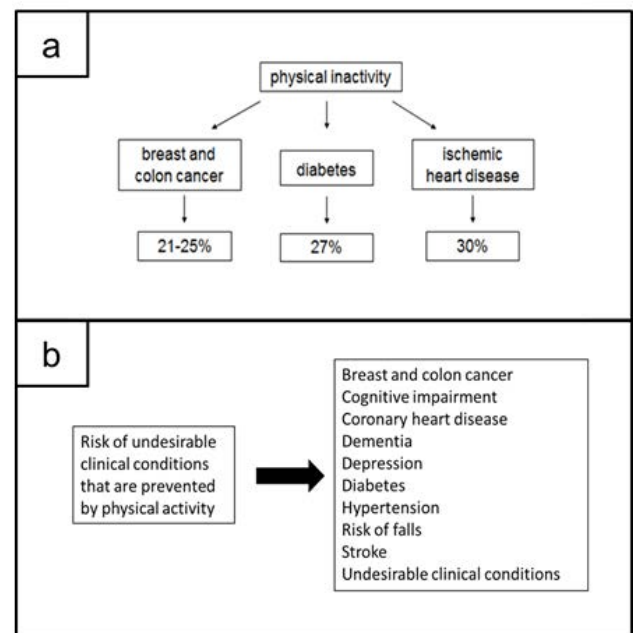 a
physical inactivity
breast and
colon cancer
diabetes
ischemic
heart disease
21-25%
27%
30%
b
Risk of undesirable
clinical conditions
that are prevented
by physical activity
Breast and colon cancer
Cognitive impairment
Coronary heart disease
Dementia
Depression
Diabetes
Hypertension
Risk of falls
Stroke
Undesirable clinical conditions